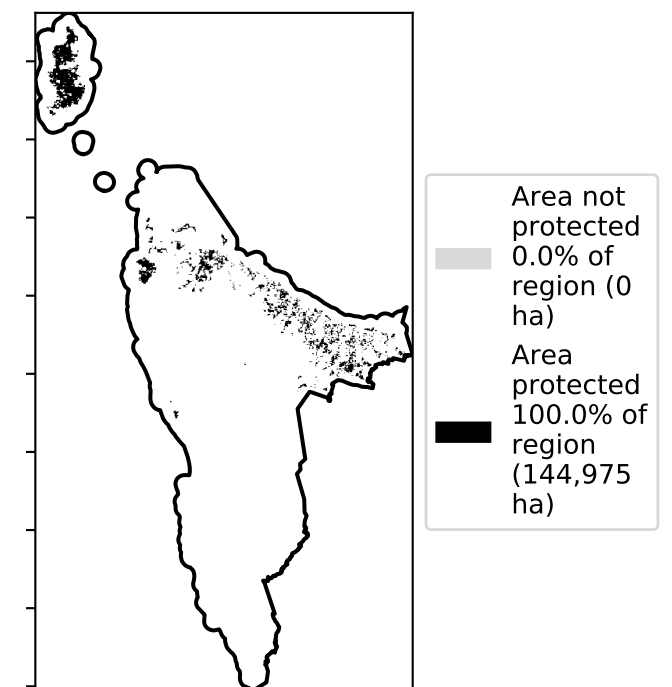 Area not
protected
0.0% of
region (0
ha)
Area
protected
100.0% of
region
(144,975
ha)